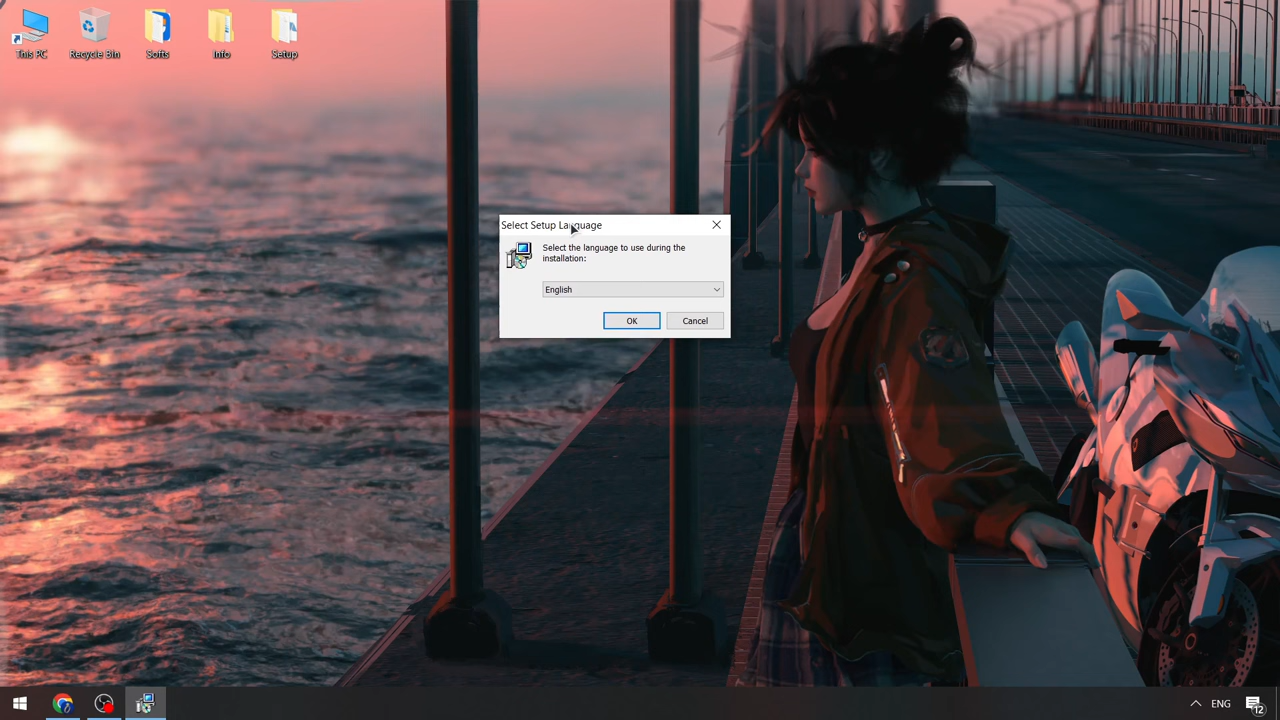 This PC
Recycle Bin
Softs
Info
Setup
Select Setup Language
Select the language to use during the
installation:
English
OK
Cancel
ENG
12